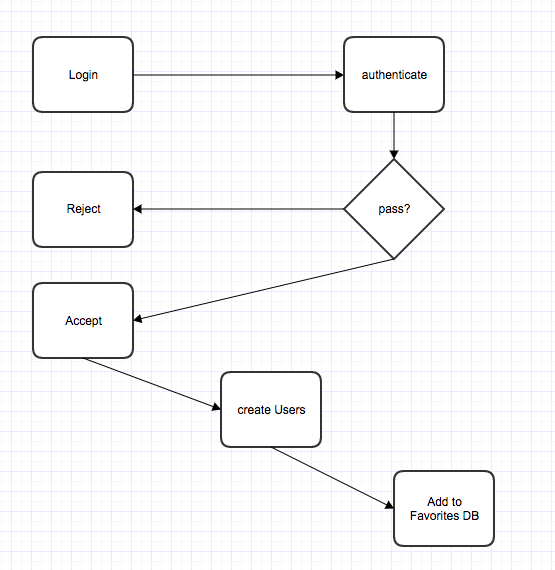 Login
authenticate
pass?
Reject
Accept
create Users
Add to
Favorites DB